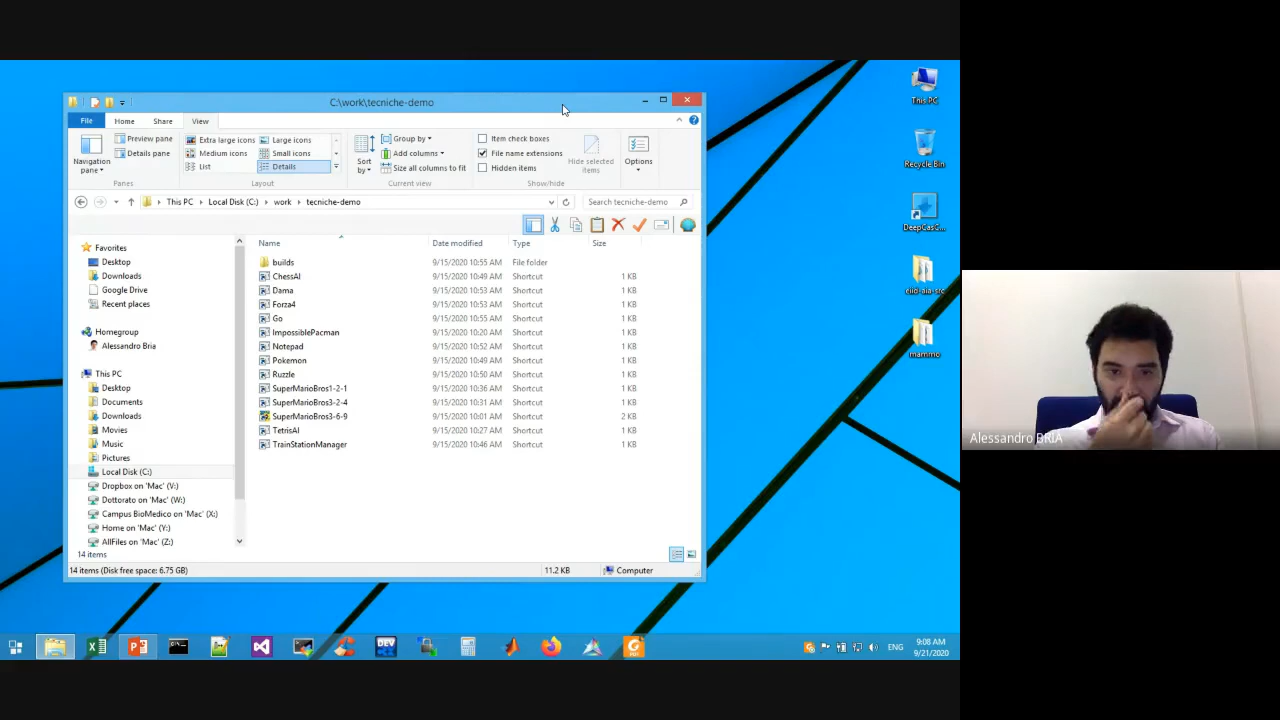 C:\work\tecniche-demo
File Home Share View
Navigation pane
Preview pane
Details pane
Panes
Extra large icons Large icons
Medium icons Small icons
List Details
Layout
Sort by
Group by
Add columns
Size all columns to fit
Current view
Item check boxes
File name extensions
Hidden items
Hide selected items
Show/hide
Options
This PC Local Disk (C:) work tecniche-demo
Search tecniche-demo
Favorites
Desktop
Downloads
Google Drive
Recent places
Homegroup
Alessandro Bria
This PC
Desktop
Documents
Downloads
Movies
Music
Pictures
Local Disk (C:)
Dropbox on 'Mac' (V:)
Dottorato on 'Mac' (W:)
Campus BioMedico on 'Mac' (X:)
Home on 'Mac' (Y:)
AllFiles on 'Mac' (Z:)
Name Date modified Type Size
builds 9/15/2020 10:55 AM File folder
ChessAI 9/15/2020 10:49 AM Shortcut 1 KB
Dama 9/15/2020 10:53 AM Shortcut 1 KB
Forza4 9/15/2020 10:53 AM Shortcut 1 KB
Go 9/15/2020 10:55 AM Shortcut 1 KB
ImpossiblePacman 9/15/2020 10:20 AM Shortcut 1 KB
Notepad 9/15/2020 10:52 AM Shortcut 1 KB
Pokemon 9/15/2020 10:49 AM Shortcut 1 KB
Ruzzle 9/15/2020 10:50 AM Shortcut 1 KB
SuperMarioBros1-2-1 9/15/2020 10:36 AM Shortcut 1 KB
SuperMarioBros3-2-4 9/15/2020 10:31 AM Shortcut 1 KB
SuperMarioBros3-6-9 9/15/2020 10:01 AM Shortcut 2 KB
TetrisAI 9/15/2020 10:27 AM Shortcut 1 KB
TrainStationManager 9/15/2020 10:46 AM Shortcut 1 KB
14 items
14 items (Disk free space: 6.75 GB) 11.2 KB Computer
This PC
Recycle Bin
mammo
Alessandro BRIA
DEV
PDF
ENG
9:08 AM
9/21/2020